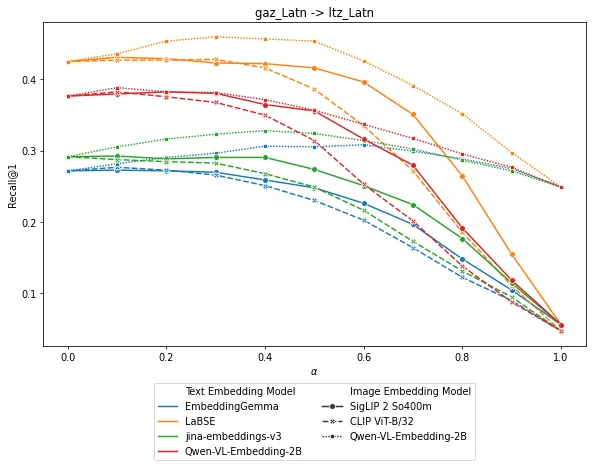 gaz_Latn -> ltz_Latn
Recall@1
0.4
0.3
0.2
0.1
0.0 0.2 0.4 0.6 0.8 1.0
α
Text Embedding Model Image Embedding Model
EmbeddingGemma SigLIP 2 So400m
LaBSE CLIP ViT-B/32
jina-embeddings-v3 Qwen-VL-Embedding-2B
Qwen-VL-Embedding-2B